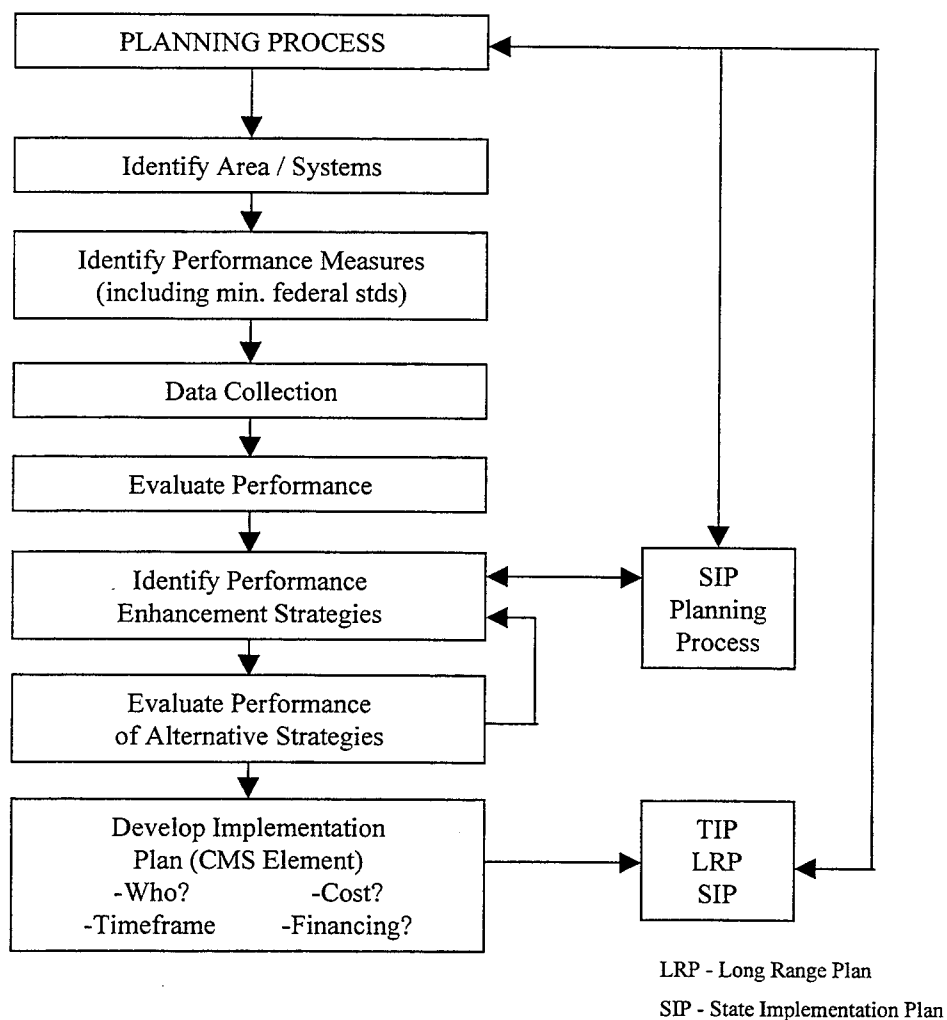 PLANNING PROCESS
Identify Area / Systems
Identify Performance Measures
(including min. federal stds)
Data Collection
Evaluate Performance
Identify Performance
Enhancement Strategies
SIP
Planning
Process
Evaluate Performance
of Alternative Strategies
Develop Implementation
Plan (CMS Element)
-Who? -Cost?
-Timeframe -Financing?
TIP
LRP
SIP
LRP - Long Range Plan
SIP - State Implementation Plan